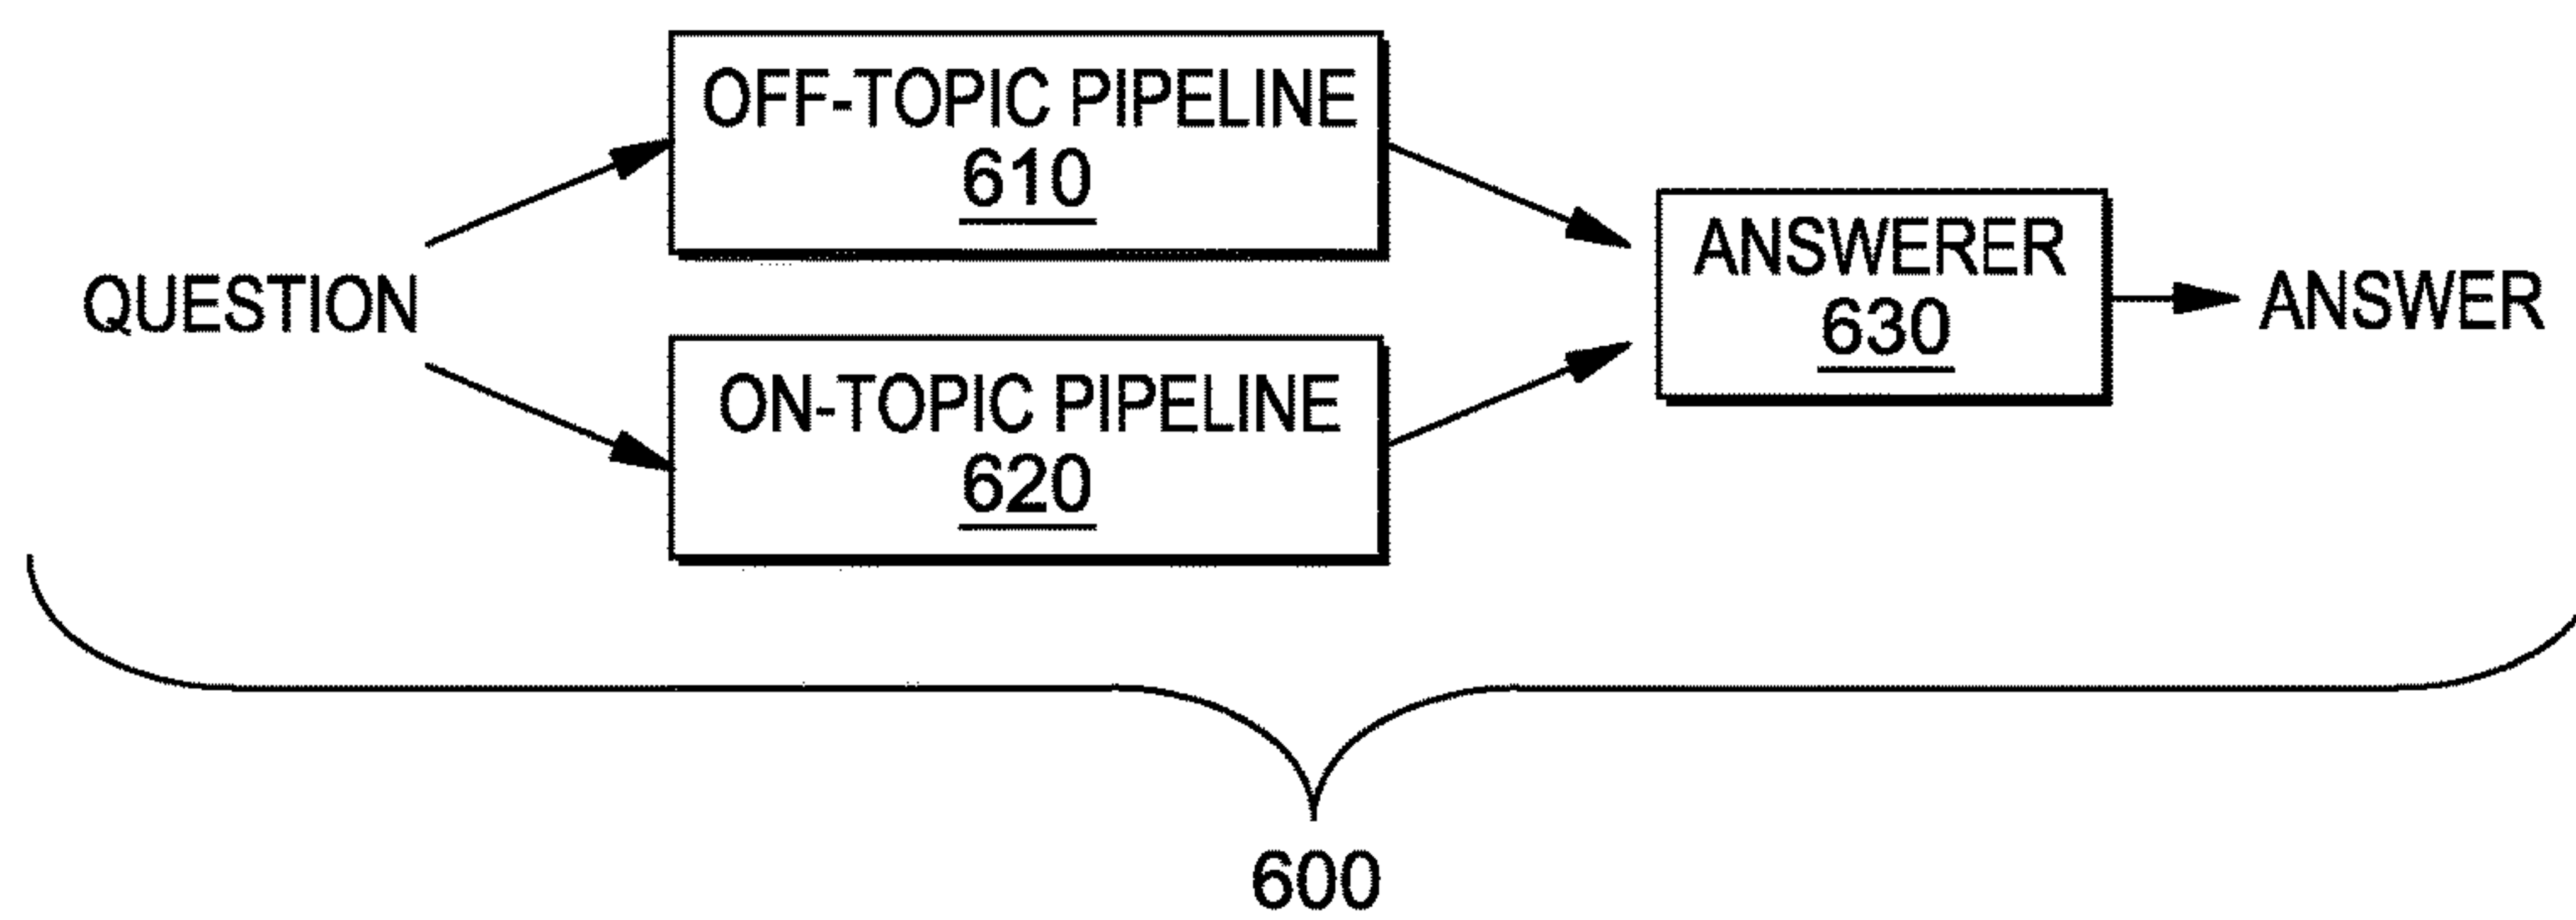 OFF-TOPIC PIPELINE
610
QUESTION
ON-TOPIC PIPELINE
620
ANSWERER
630
ANSWER
600